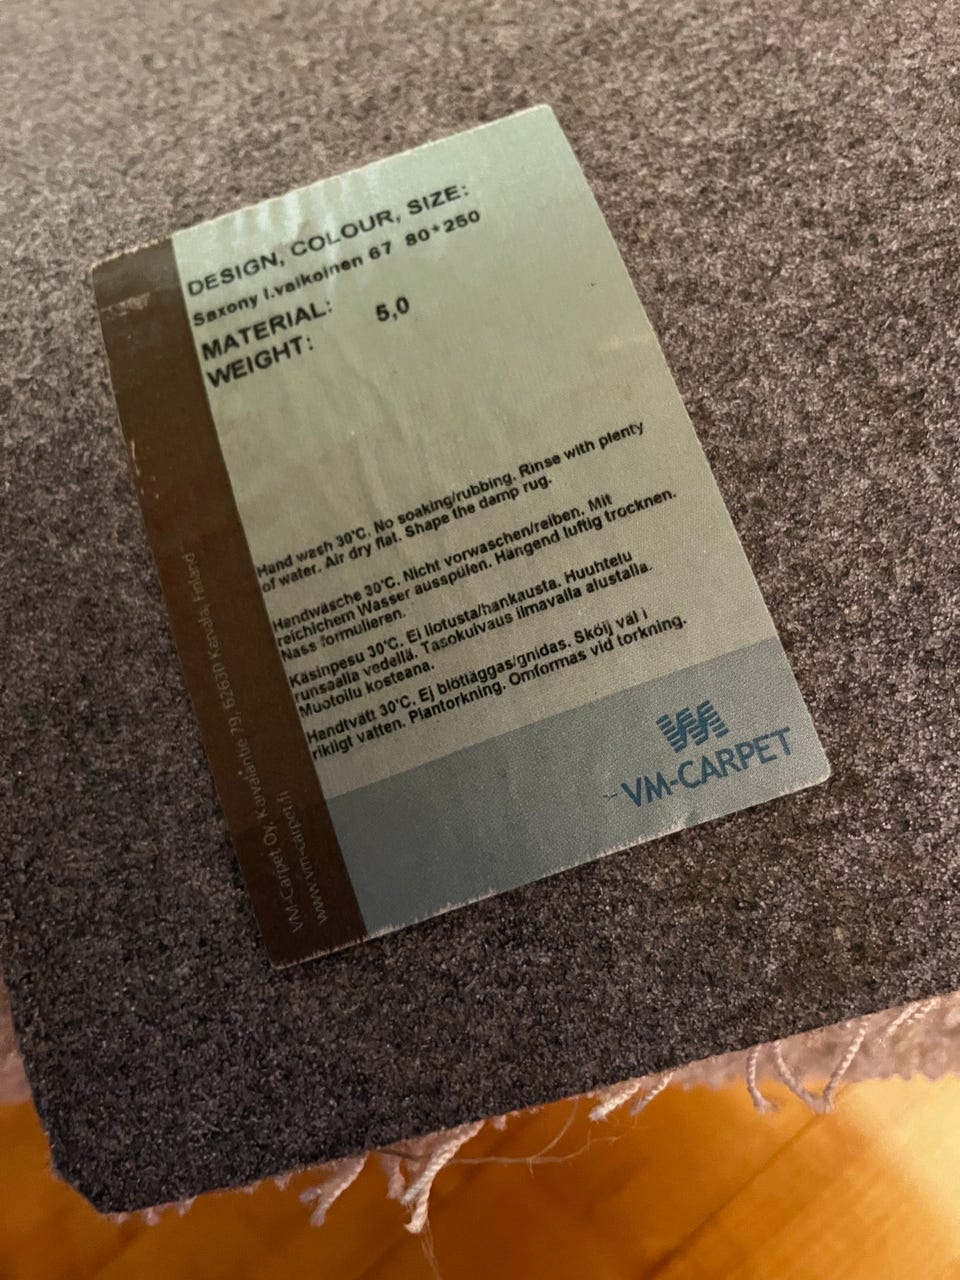 DESIGN, COLOUR, SIZE:
Saxony l.valkoinen 67 80*250
MATERIAL:
WEIGHT: 5,0
Hand wash 30°C. No soaking/rubbing. Rinse with plenty
of water. Air dry flat. Shape the damp rug.
Handwäsche 30°C. Nicht vorwaschen/reiben. Mit
reichichem Wasser ausspülen. Hängend luftig trocknen.
Nass formulieren.
Käsinpesu 30°C. Ei liotusta/hankausta. Huuhtelu
runsaalla vedellä. Tasokuivaus ilmavalla alustalla.
Muotoilu kosteana.
Handtvätt 30°C. Ej blötläggas/gnidas. Skölj väl i
rikligt vatten. Plantorkning. Omformas vid torkning.
VM-CARPET
VM-Carpet Oy, Karvalantie 79, 62630 Karvala, Finland
www.vm-carpet.fi